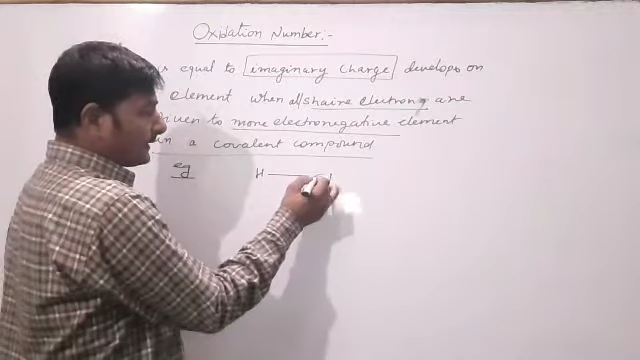 Oxidation Number:-
is equal to imaginary charge develops on
element when all shaire electrons are
given to more electronegative element
in a covalent compound
eg
H —